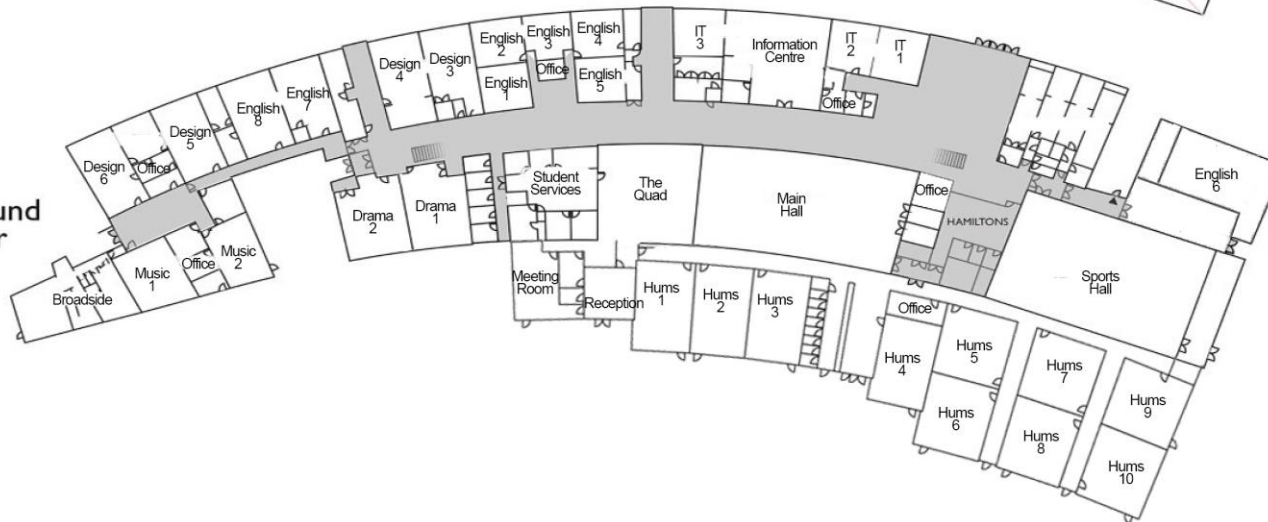 English
2
English
3
English
4
IT
3
Information
Centre
IT
2
IT
1
Design
4
Design
3
Office
English
1
English
5
Office
English
8
English
7
Design
5
Design
6
Office
English
6
Student
Services
The
Quad
Main
Hall
Office
HAMILTONS
Drama
2
Drama
1
Music
2
Office
Music
1
Broadside
Meeting
Room
Reception
Hums
1
Hums
2
Hums
3
Sports
Hall
Office
Hums
4
Hums
5
Hums
6
Hums
7
Hums
8
Hums
9
Hums
10